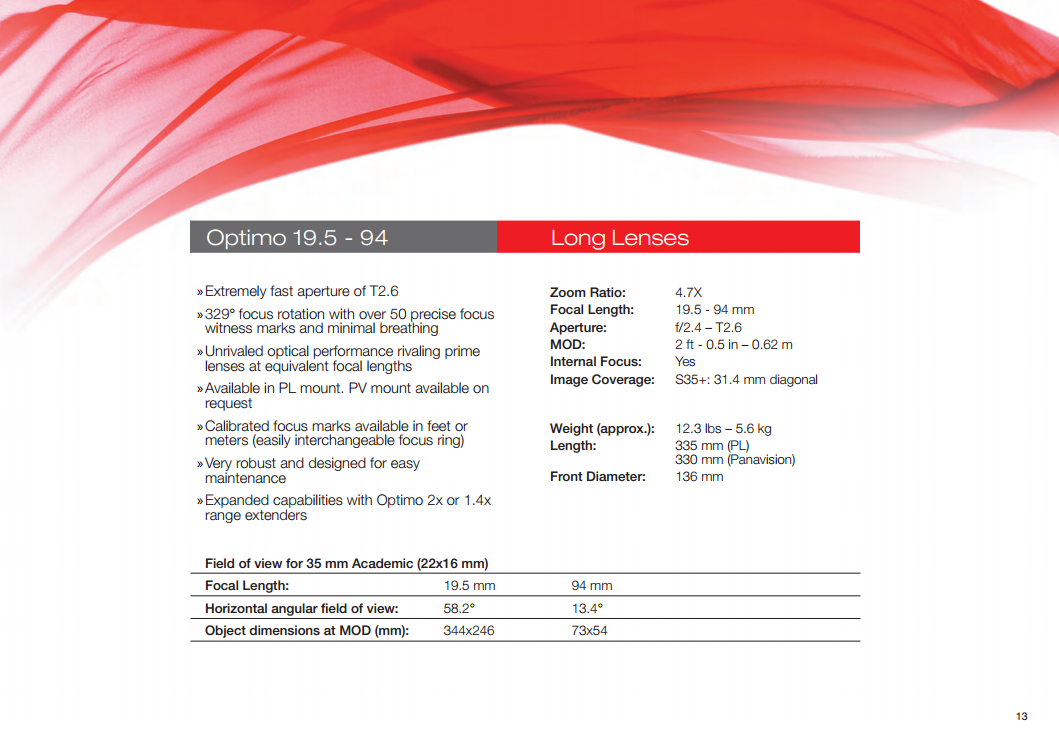 Optimo 19.5 - 94
Long Lenses
» Extremely fast aperture of T2.6
» 329° focus rotation with over 50 precise focus
witness marks and minimal breathing
» Unrivaled optical performance rivaling prime
lenses at equivalent focal lengths
» Available in PL mount. PV mount available on
request
» Calibrated focus marks available in feet or
meters (easily interchangeable focus ring)
» Very robust and designed for easy
maintenance
» Expanded capabilities with Optimo 2x or 1.4x
range extenders
Zoom Ratio: 4.7X
Focal Length: 19.5 - 94 mm
Aperture: f/2.4 – T2.6
MOD: 2 ft - 0.5 in – 0.62 m
Internal Focus: Yes
Image Coverage: S35+: 31.4 mm diagonal
Weight (approx.): 12.3 lbs – 5.6 kg
Length: 335 mm (PL)
330 mm (Panavision)
Front Diameter: 136 mm
Field of view for 35 mm Academic (22x16 mm)
Focal Length: 19.5 mm 94 mm
Horizontal angular field of view: 58.2° 13.4°
Object dimensions at MOD (mm): 344x246 73x54
13